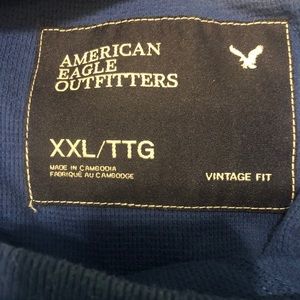 AMERICAN
EAGLE
OUTFITTERS
XXL/TTG
MADE IN CAMBODIA
FABRIQUÉ AU CAMBODGE
VINTAGE FIT